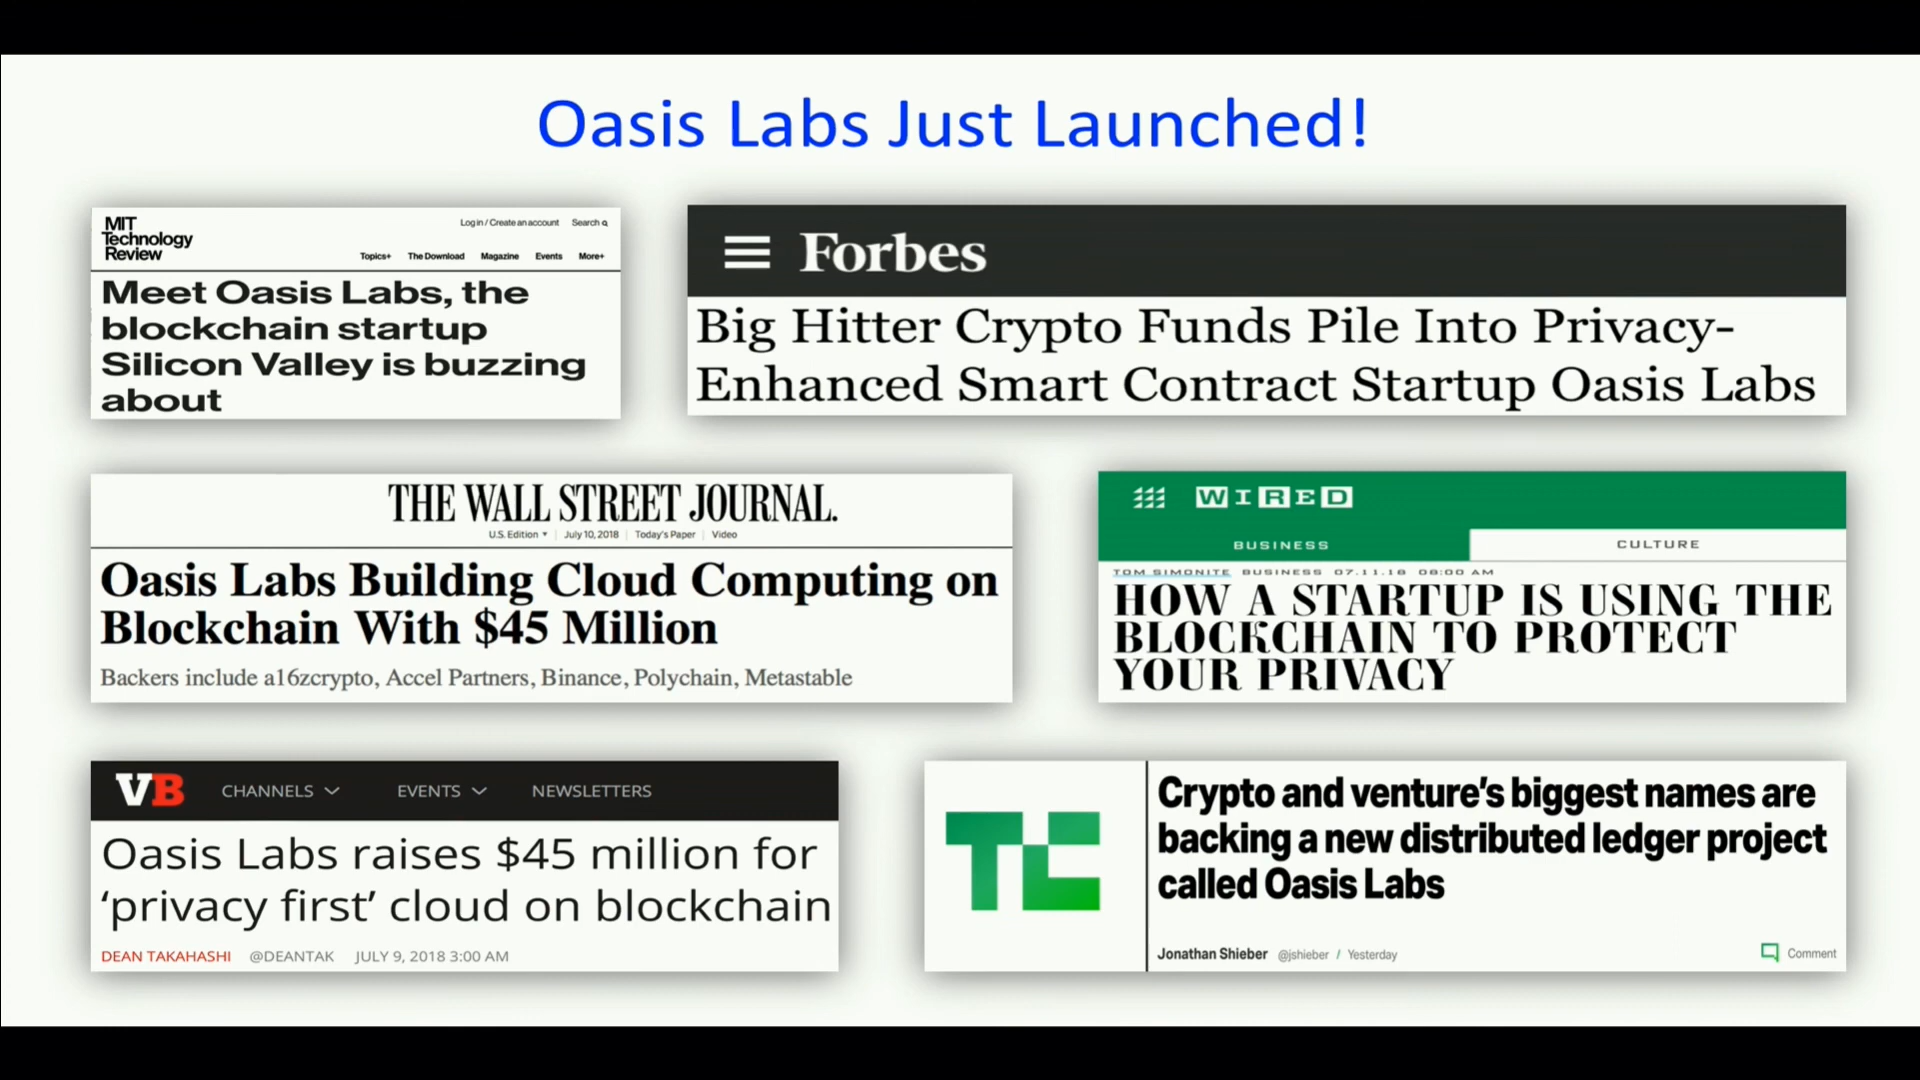 Oasis Labs Just Launched!
MIT
Technology
Review
Log in / Create an account Search
Topics+ The Download Magazine Events More+
Meet Oasis Labs, the
blockchain startup
Silicon Valley is buzzing
about
Forbes
Big Hitter Crypto Funds Pile Into Privacy-
Enhanced Smart Contract Startup Oasis Labs
THE WALL STREET JOURNAL.
U.S. Edition July 10, 2018 Today's Paper Video
Oasis Labs Building Cloud Computing on
Blockchain With $45 Million
Backers include a16zcrypto, Accel Partners, Binance, Polychain, Metastable
WIRED
BUSINESS CULTURE
TOM SIMONITE BUSINESS 07.11.18 08:00 AM
HOW A STARTUP IS USING THE
BLOCKCHAIN TO PROTECT
YOUR PRIVACY
VB CHANNELS EVENTS NEWSLETTERS
Oasis Labs raises $45 million for
‘privacy first’ cloud on blockchain
DEAN TAKAHASHI @DEANTAK JULY 9, 2018 3:00 AM
TC
Crypto and venture’s biggest names are
backing a new distributed ledger project
called Oasis Labs
Jonathan Shieber @jshieber / Yesterday Comment